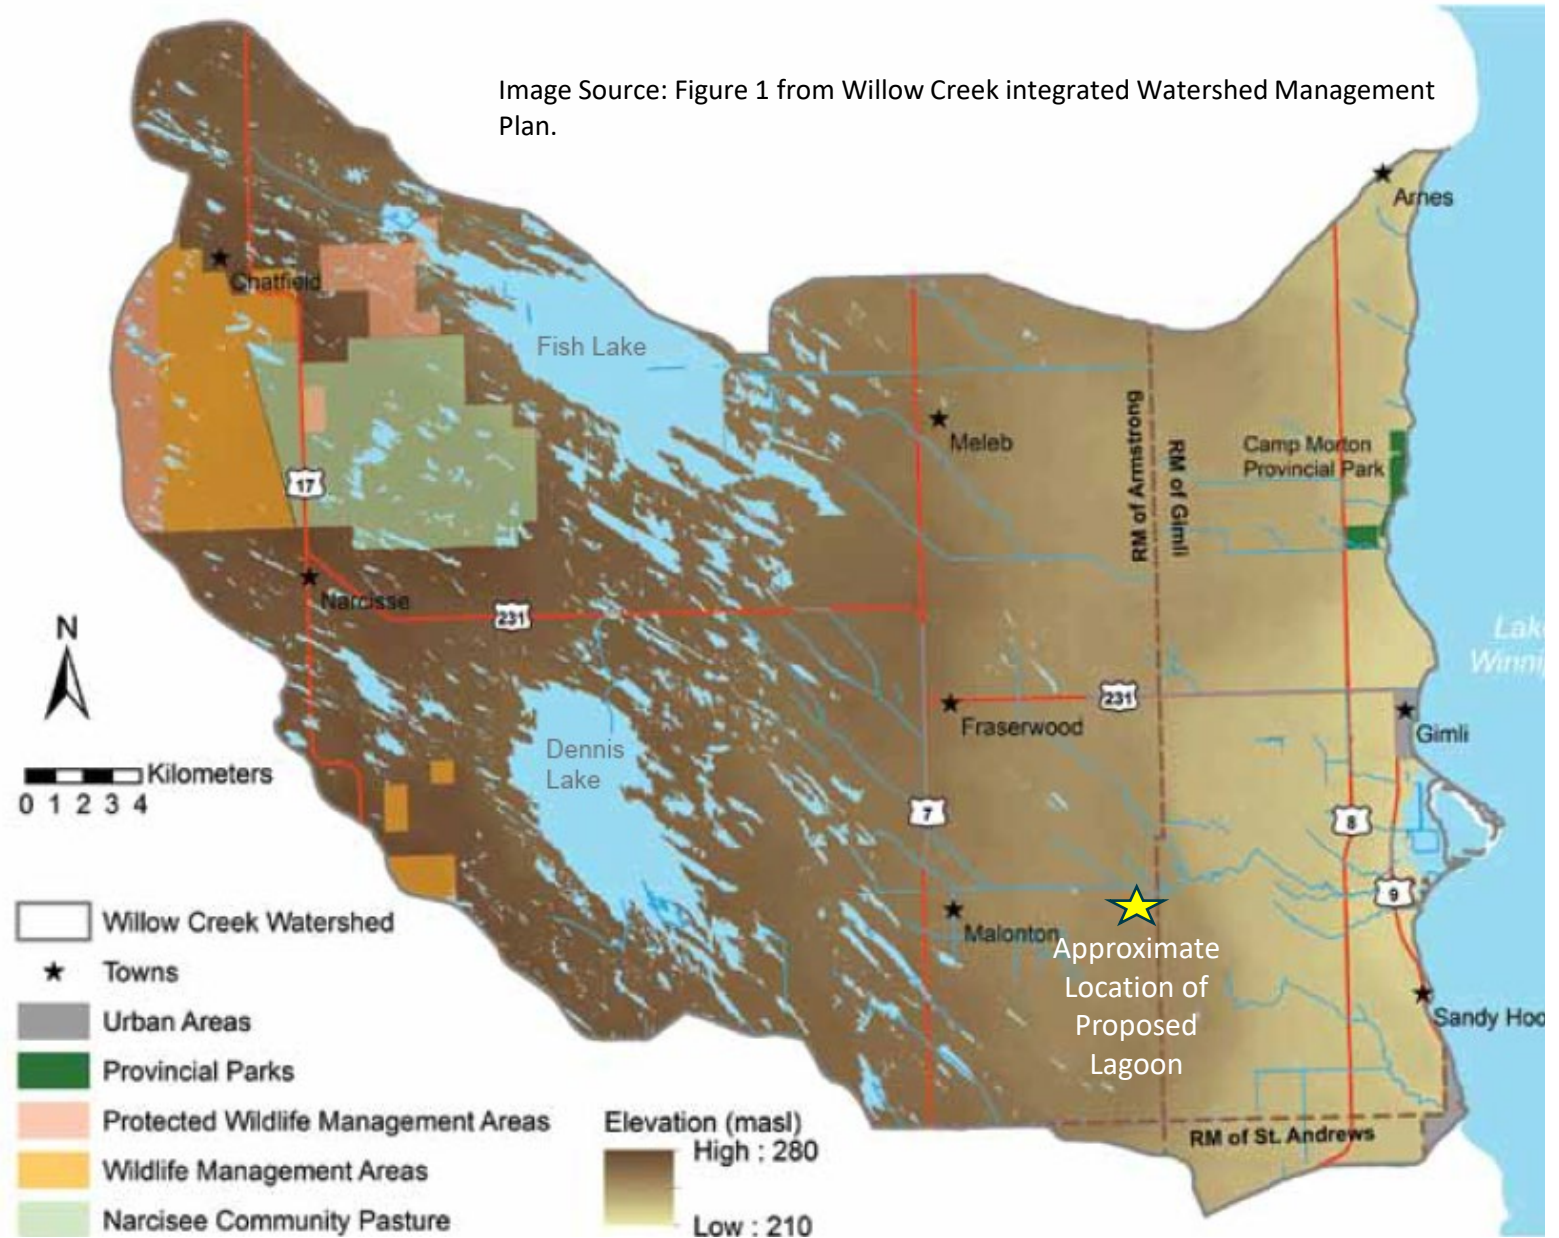 Image Source: Figure 1 from Willow Creek integrated Watershed Management
Plan.
Arnes
Chatfield
Fish Lake
Meleb
RM of Armstrong
RM of Gimli
Camp Morton
Provincial Park
17
Narcisse
231
N
Lake
231
Fraserwood
Gimli
Dennis
Lake
Kilometers
0 1 2 3 4
7
8
9
Malonton
Approximate
Location of
Proposed
Lagoon
Sandy Hoo
RM of St. Andrews
Willow Creek Watershed
Towns
Urban Areas
Provincial Parks
Protected Wildlife Management Areas
Wildlife Management Areas
Narcisee Community Pasture
Elevation (masl)
High : 280
Low : 210